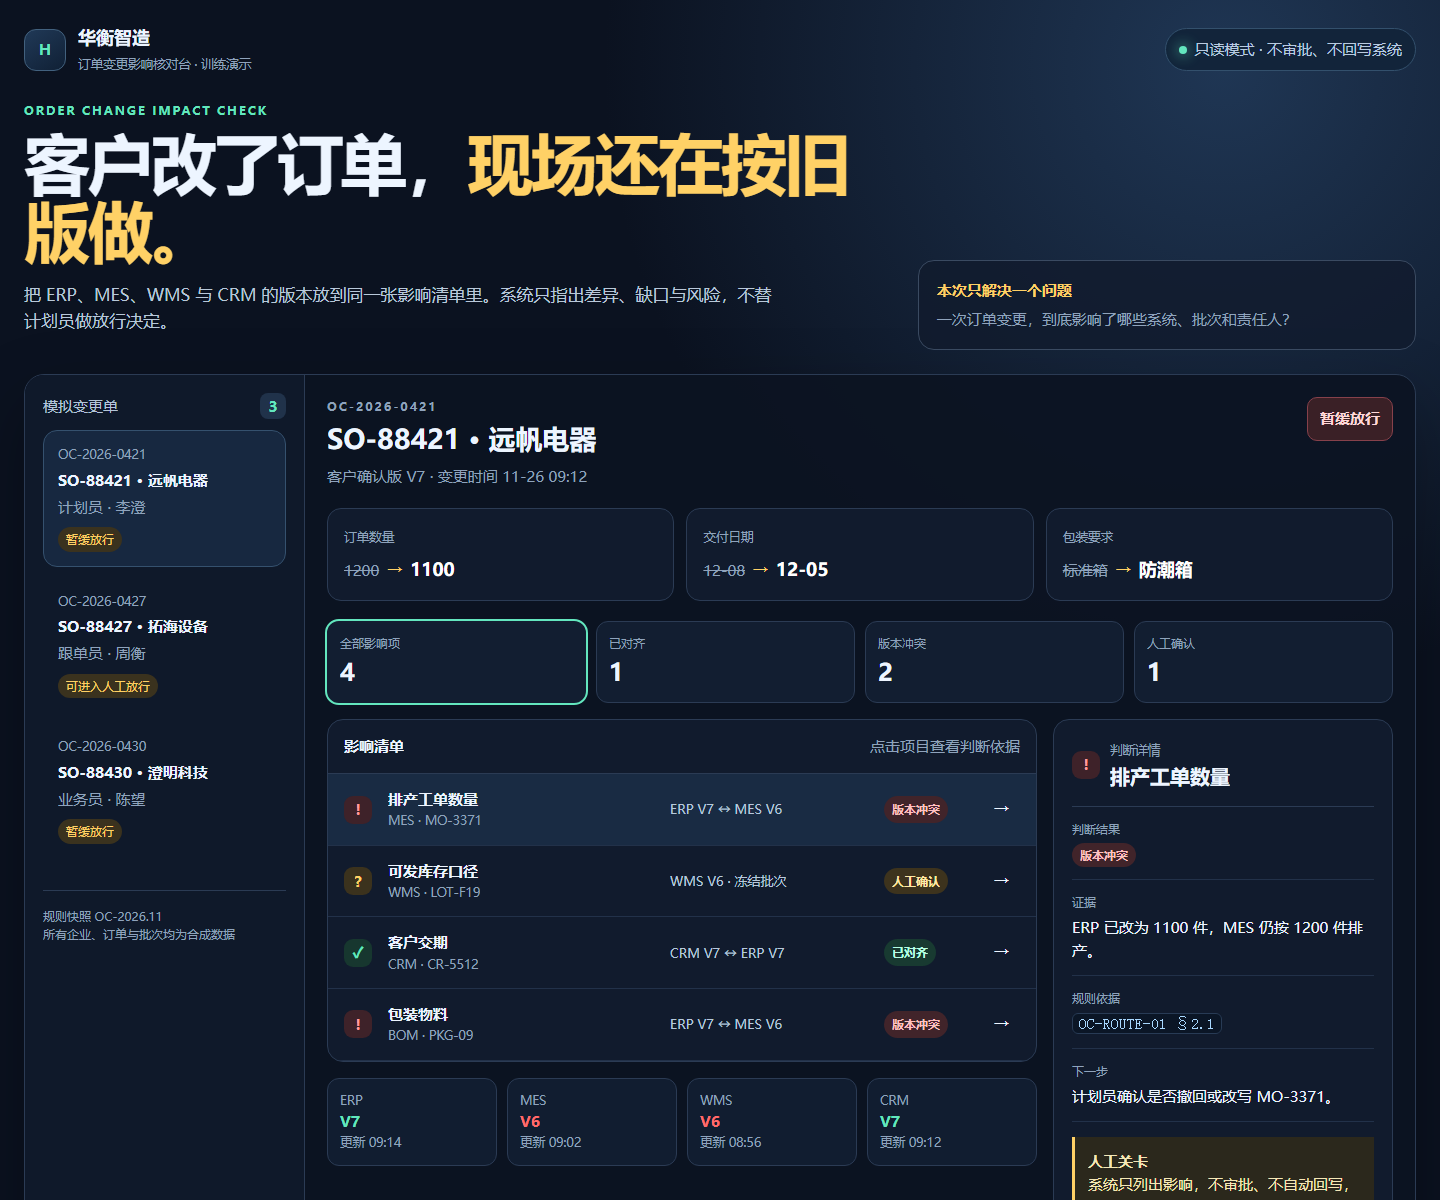 H
华衡智造
订单变更影响核对台 · 训练演示
只读模式 · 不审批、不回写系统
ORDER CHANGE IMPACT CHECK
客户改了订单，现场还在按旧
版做。
把 ERP、MES、WMS 与 CRM 的版本放到同一张影响清单里。系统只指出差异、缺口与风险，不替
计划员做放行决定。
本次只解决一个问题
一次订单变更，到底影响了哪些系统、批次和责任人？
模拟变更单
3
OC-2026-0421
SO-88421 • 远帆电器
计划员 · 李澄
暂缓放行
OC-2026-0427
SO-88427 • 拓海设备
跟单员 · 周衡
可进入人工放行
OC-2026-0430
SO-88430 • 澄明科技
业务员 · 陈望
暂缓放行
规则快照 OC-2026.11
所有企业、订单与批次均为合成数据
OC-2026-0421
SO-88421 • 远帆电器
客户确认版 V7 · 变更时间 11-26 09:12
暂缓放行
订单数量
1200 → 1100
交付日期
12-08 → 12-05
包装要求
标准箱 → 防潮箱
全部影响项
4
已对齐
1
版本冲突
2
人工确认
1
影响清单
点击项目查看判断依据
! 排产工单数量 ERP V7 ↔ MES V6 版本冲突 →
MES · MO-3371
? 可发库存口径 WMS V6 · 冻结批次 人工确认 →
WMS · LOT-F19
✓ 客户交期 CRM V7 ↔ ERP V7 已对齐 →
CRM · CR-5512
! 包装物料 ERP V7 ↔ MES V6 版本冲突 →
BOM · PKG-09
ERP
V7
更新 09:14
MES
V6
更新 09:02
WMS
V6
更新 08:56
CRM
V7
更新 09:12
!
判断详情
排产工单数量
判断结果
版本冲突
证据
ERP 已改为 1100 件，MES 仍按 1200 件排
产。
规则依据
OC-ROUTE-01 §2.1
下一步
计划员确认是否撤回或改写 MO-3371。
人工关卡
系统只列出影响，不审批、不自动回写，